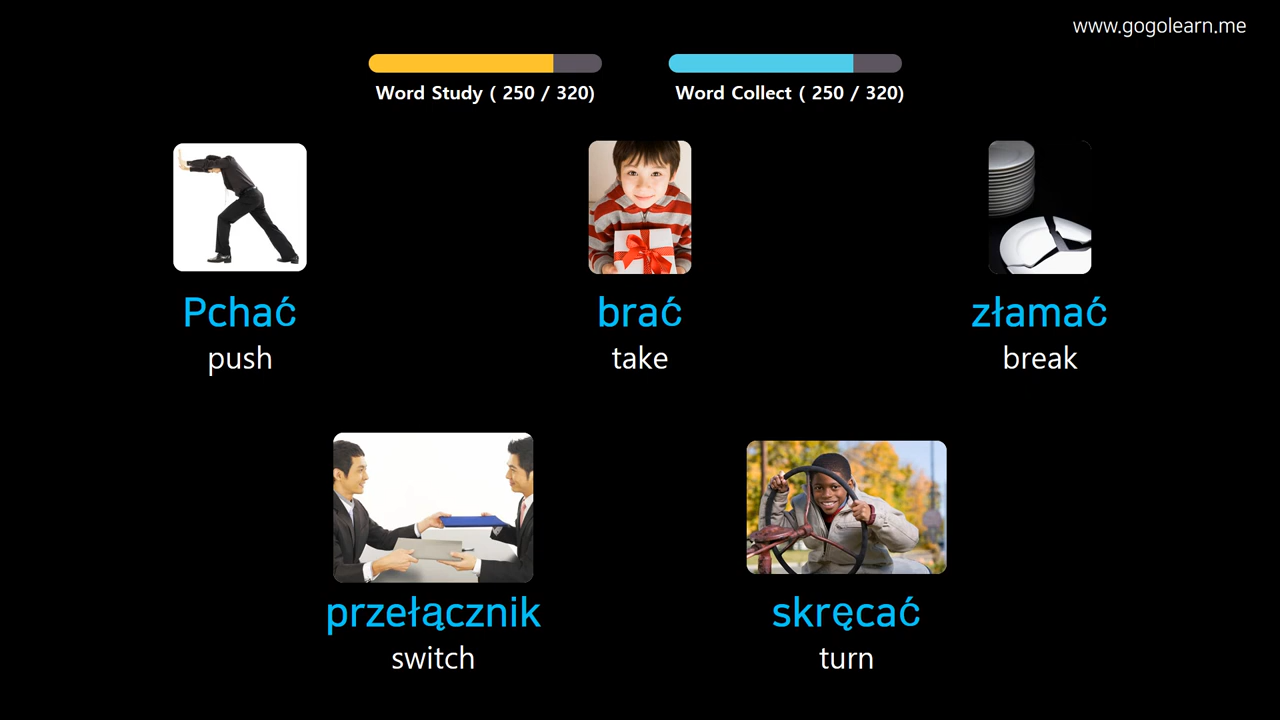 www.gogolearn.me
Word Study ( 250 / 320)
Word Collect ( 250 / 320)
Pchać
push
brać
take
złamać
break
przełącznik
switch
skręcać
turn